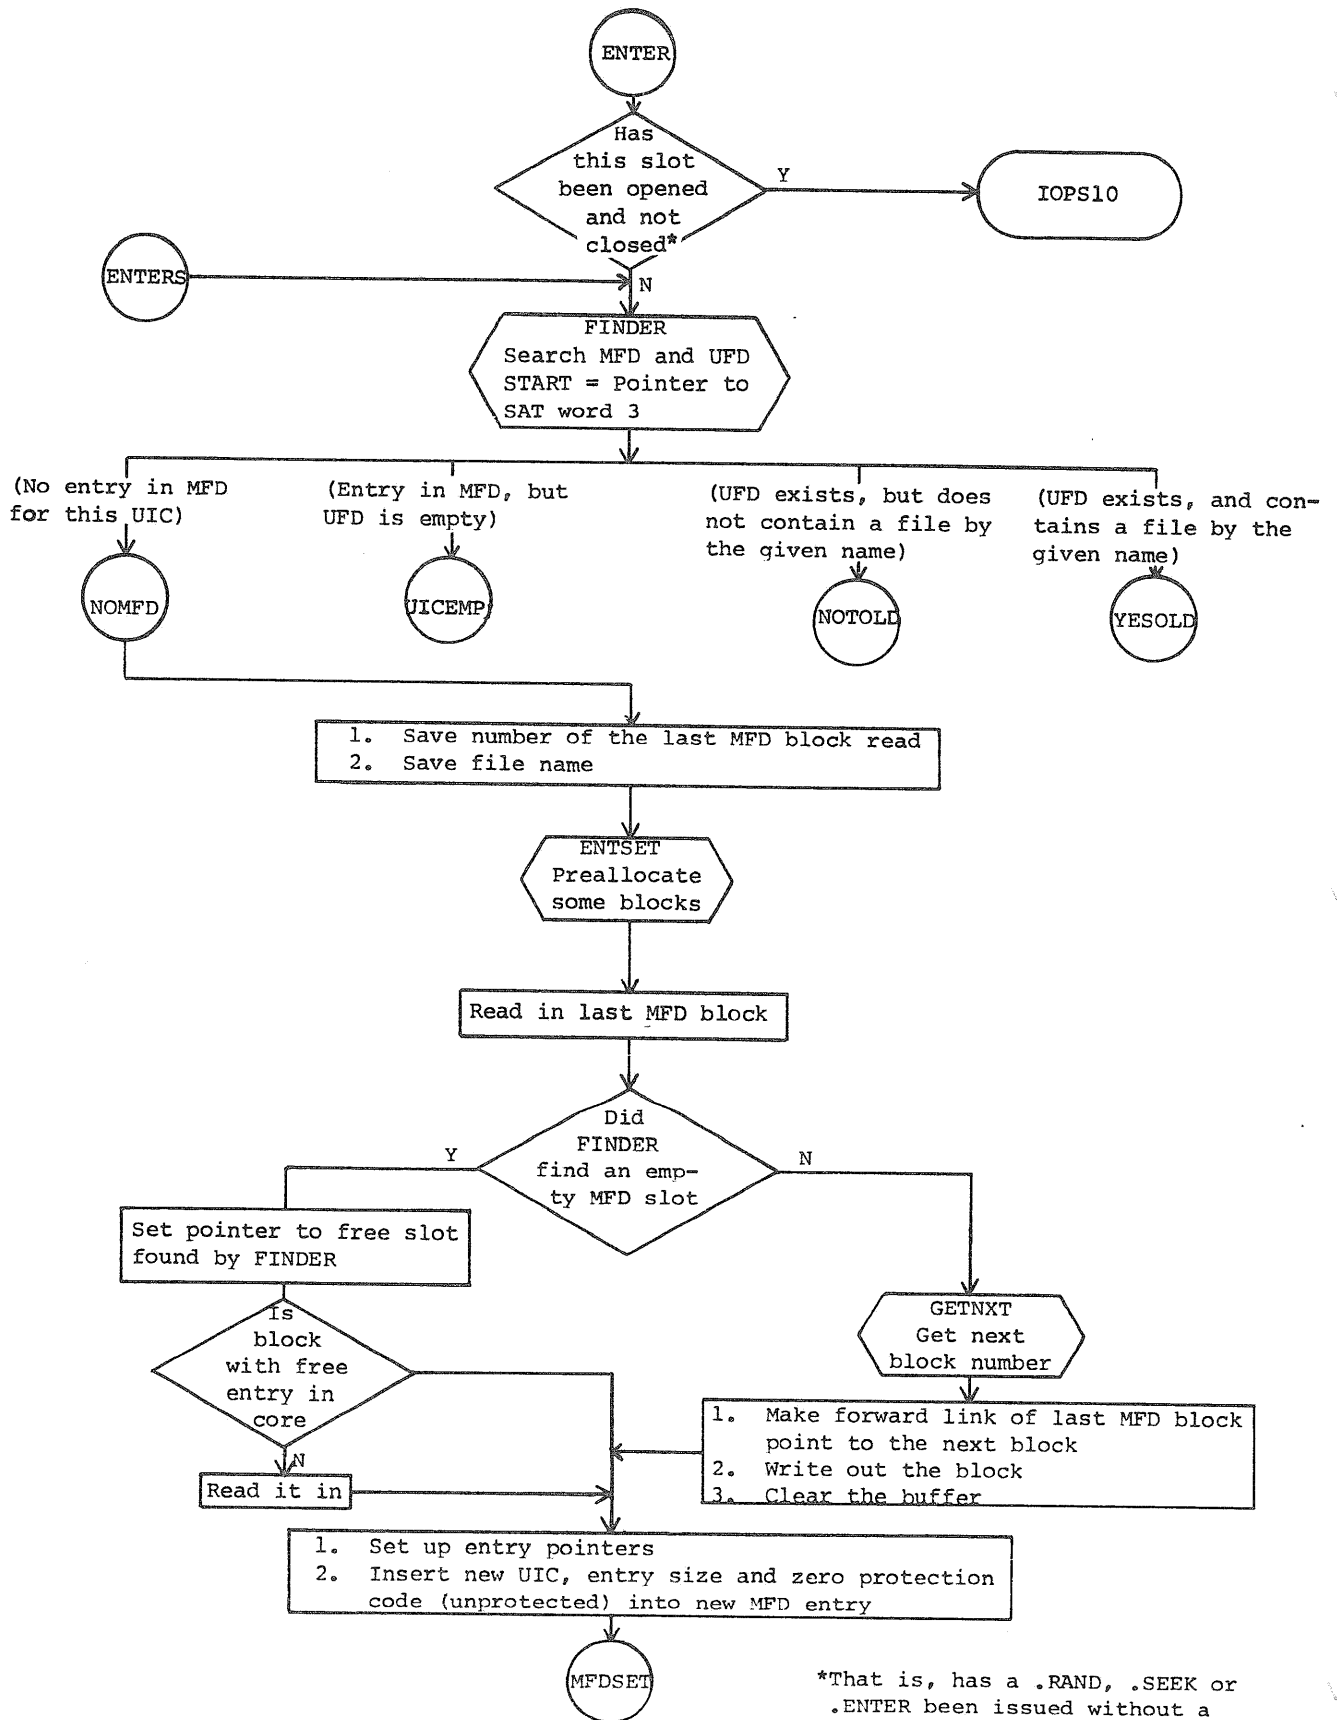 ENTER
Has
this slot
been opened
and not
closed*
Y
IOPS10
ENTERS
N
FINDER
Search MFD and UFD
START = Pointer to
SAT word 3
(No entry in MFD
for this UIC)
(Entry in MFD, but
UFD is empty)
(UFD exists, but does
not contain a file by
the given name)
(UFD exists, and con-
tains a file by the
given name)
NOMFD
UICEMP
NOTOLD
YESOLD
1. Save number of the last MFD block read
2. Save file name
ENTSET
Preallocate
some blocks
Read in last MFD block
Did
FINDER
find an emp-
ty MFD slot
Y
N
Set pointer to free slot
found by FINDER
Is
block
with free
entry in
core
N
Read it in
GETNXT
Get next
block number
1. Make forward link of last MFD block
point to the next block
2. Write out the block
3. Clear the buffer
1. Set up entry pointers
2. Insert new UIC, entry size and zero protection
code (unprotected) into new MFD entry
MFDSET
*That is, has a .RAND, .SEEK or
.ENTER been issued without a